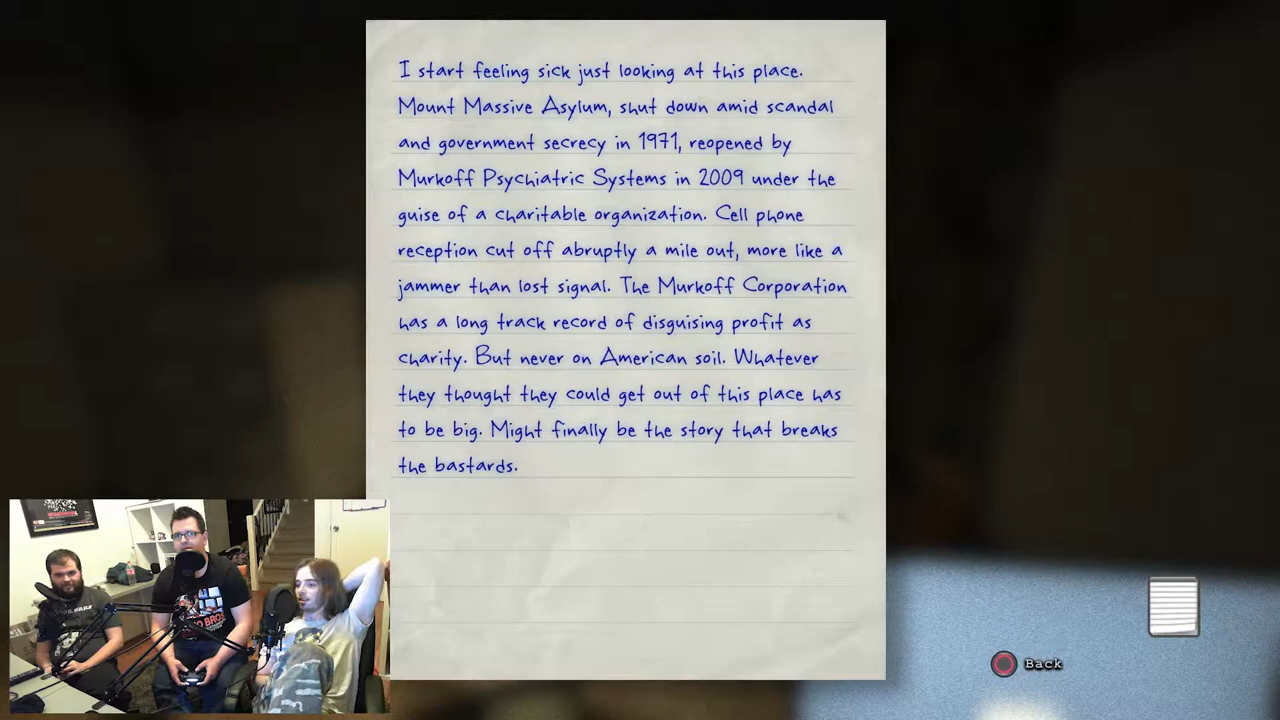 I start feeling sick just looking at this place.
Mount Massive Asylum, shut down amid scandal
and government secrecy in 1971, reopened by
Murkoff Psychiatric Systems in 2009 under the
guise of a charitable organization. Cell phone
reception cut off abruptly a mile out, more like a
jammer than lost signal. The Murkoff Corporation
has a long track record of disguising profit as
charity. But never on American soil. Whatever
they thought they could get out of this place has
to be big. Might finally be the story that breaks
the bastards.
Back